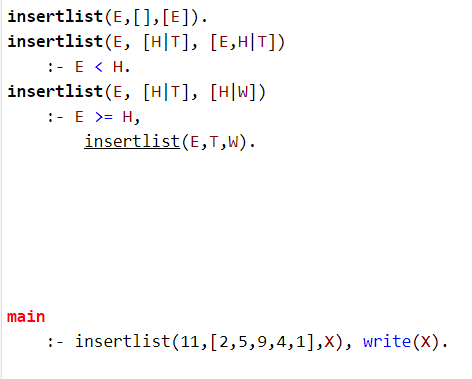 insertlist(E,[],[E]).
insertlist(E, [H|T], [E,H|T])
:- E < H.
insertlist(E, [H|T], [H|W])
:- E >= H,
insertlist(E,T,W).
main
:- insertlist(11,[2,5,9,4,1],X), write(X).